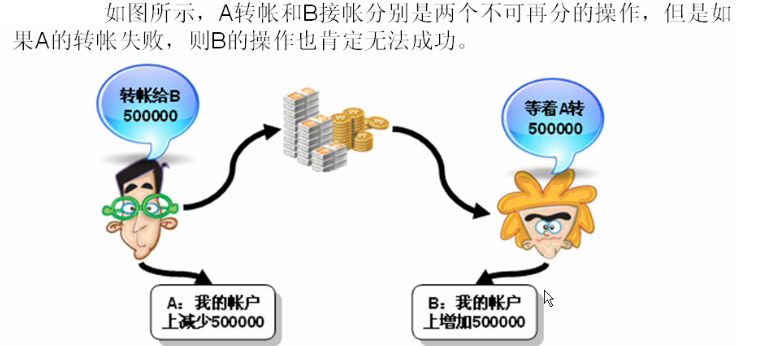 如图所示，A转帐和B接帐分别是两个不可再分的操作，但是如
果A的转帐失败，则B的操作也肯定无法成功。
转帐给B
500000
等着A转
500000
A：我的帐户
上减少500000
B：我的帐户
上增加500000